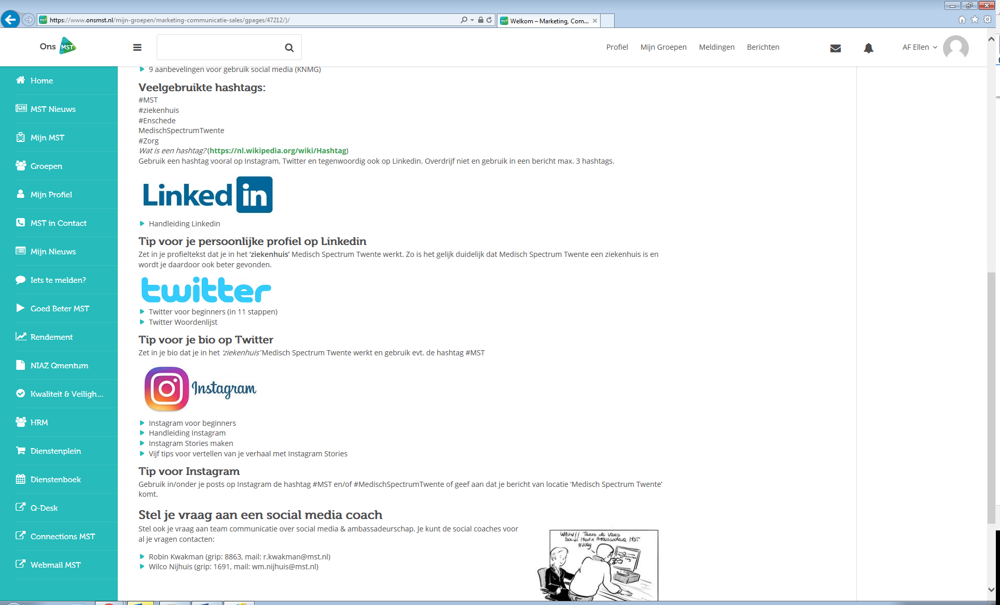 https://www.onsmst.nl/mijn-groepen/marketing-communicatie-sales/gpages/47212/)/
Welkom – Marketing, Com...
Ons MST
Profiel
Mijn Groepen
Meldingen
Berichten
AF Ellen
Home
MST Nieuws
Mijn MST
Groepen
Mijn Profiel
MST in Contact
Mijn Nieuws
Iets te melden?
Goed Beter MST
Rendement
NIAZ Qmentum
Kwaliteit & Veiligh...
HRM
Dienstenplein
Dienstenboek
Q-Desk
Connections MST
Webmail MST
9 aanbevelingen voor gebruik social media (KNMG)
Veelgebruikte hashtags:
#MST
#ziekenhuis
#Enschede
MedischSpectrumTwente
#Zorg
Wat is een hashtag? (https://nl.wikipedia.org/wiki/Hashtag)
Gebruik een hashtag vooral op Instagram, Twitter en tegenwoordig ook op Linkedin. Overdrijf niet en gebruik in een bericht max. 3 hashtags.
Linked in
Handleiding Linkedin
Tip voor je persoonlijke profiel op Linkedin
Zet in je profieltekst dat je in het ‘ziekenhuis’ Medisch Spectrum Twente werkt. Zo is het gelijk duidelijk dat Medisch Spectrum Twente een ziekenhuis is en
wordt je daardoor ook beter gevonden.
twitter
Twitter voor beginners (in 11 stappen)
Twitter Woordenlijst
Tip voor je bio op Twitter
Zet in je bio dat je in het ‘ziekenhuis’ Medisch Spectrum Twente werkt en gebruik evt. de hashtag #MST
Instagram
Instagram voor beginners
Handleiding Instagram
Instagram Stories maken
Vijf tips voor vertellen van je verhaal met Instagram Stories
Tip voor Instagram
Gebruik in/onder je posts op Instagram de hashtag #MST en/of #MedischSpectrumTwente of geef aan dat je bericht van locatie ‘Medisch Spectrum Twente’
komt.
Stel je vraag aan een social media coach
Stel ook je vraag aan team communicatie over social media & ambassadeurschap. Je kunt de social coaches voor
al je vragen contacten:
Robin Kwakman (grip: 8863, mail: r.kwakman@mst.nl)
Wilco Nijhuis (grip: 1691, mail: wm.nijhuis@mst.nl)
WAUW!! Truus de Vries
Social Media Ambassadeur MST
#zorg